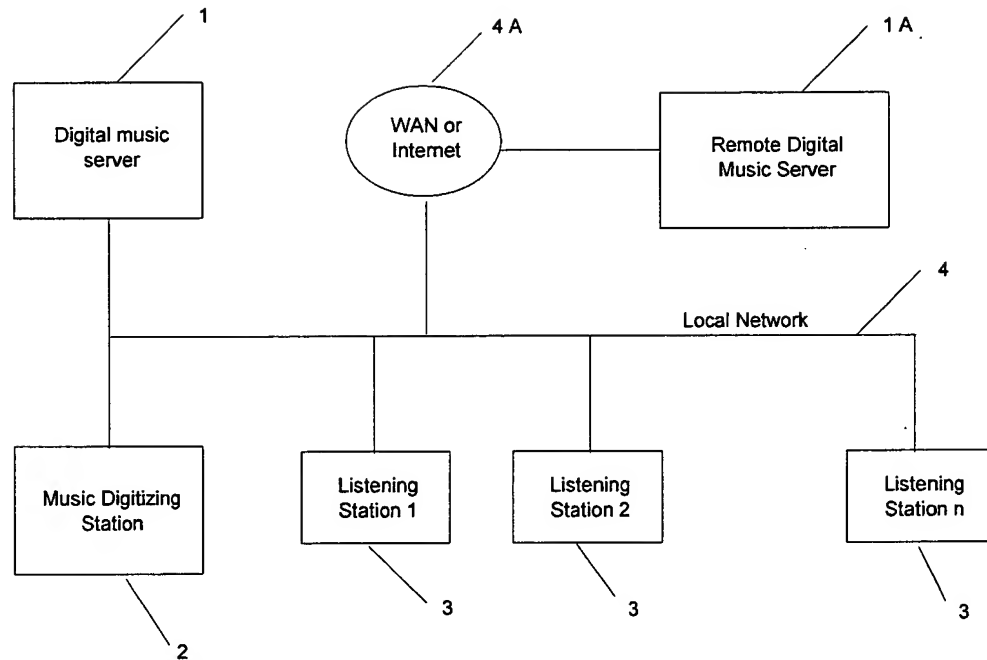 1
4 A
1 A
Digital music
server
WAN or
Internet
Remote Digital
Music Server
4
Local Network
Music Digitizing
Station
Listening
Station 1
Listening
Station 2
Listening
Station n
3
3
3
2